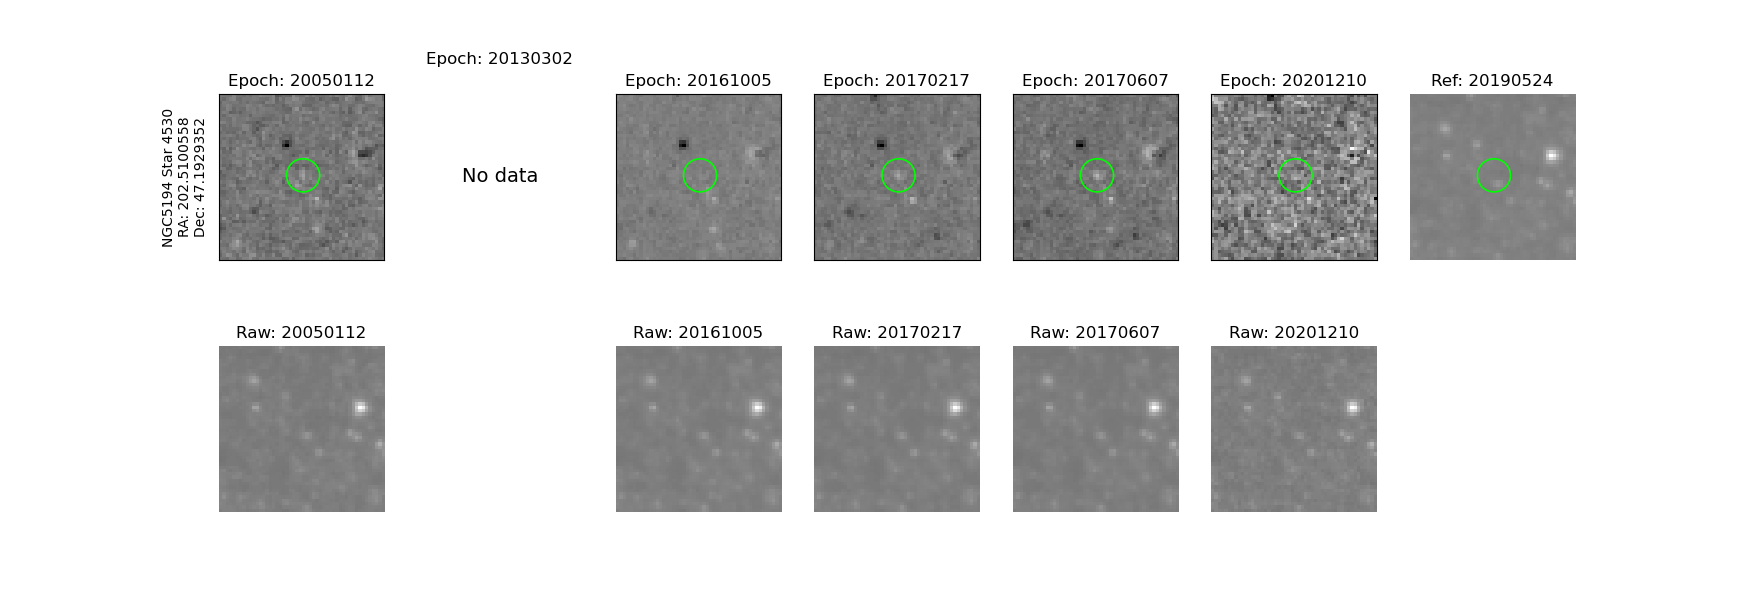 Epoch: 20130302
Epoch: 20050112
Epoch: 20161005
Epoch: 20170217
Epoch: 20170607
Epoch: 20201210
Ref: 20190524
NGC5194 Star 4530
RA: 202.5100558
Dec: 47.1929352
No data
Raw: 20050112
Raw: 20161005
Raw: 20170217
Raw: 20170607
Raw: 20201210